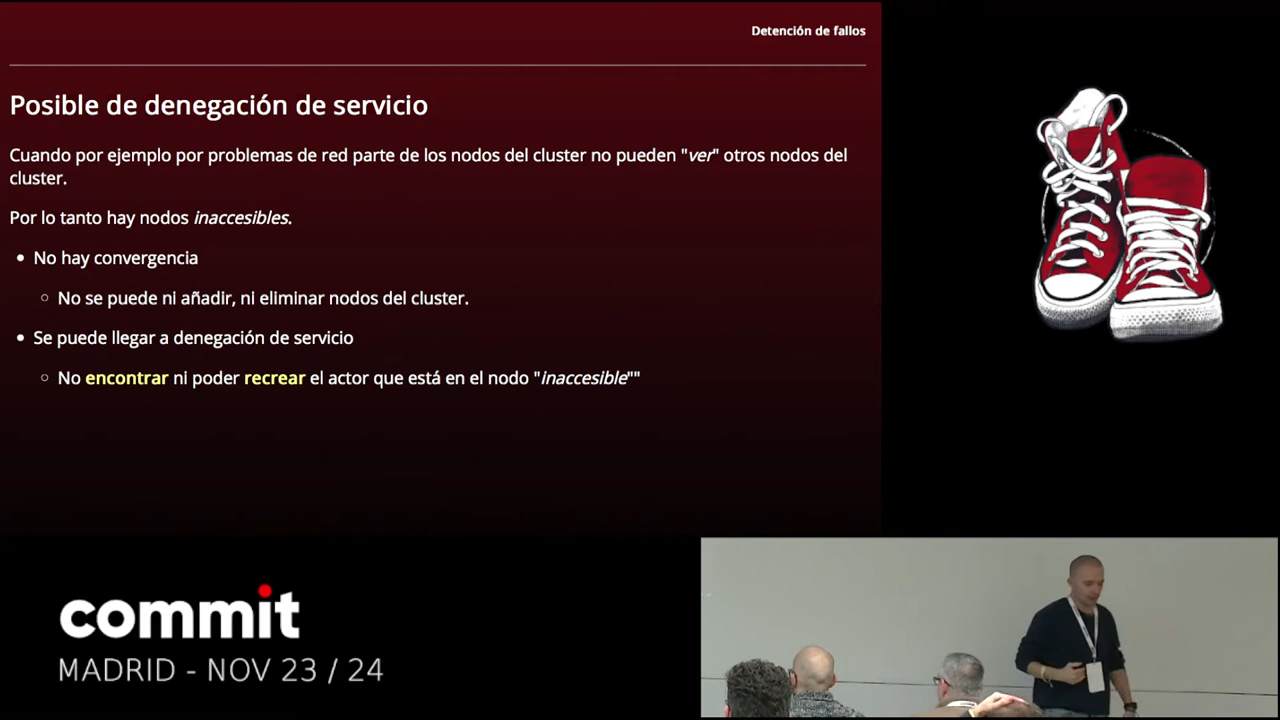 Detención de fallos
Posible de denegación de servicio
Cuando por ejemplo por problemas de red parte de los nodos del cluster no pueden "ver" otros nodos del
cluster.
Por lo tanto hay nodos inaccesibles.
No hay convergencia
No se puede ni añadir, ni eliminar nodos del cluster.
Se puede llegar a denegación de servicio
No encontrar ni poder recrear el actor que está en el nodo "inaccesible""
commit
MADRID - NOV 23 / 24